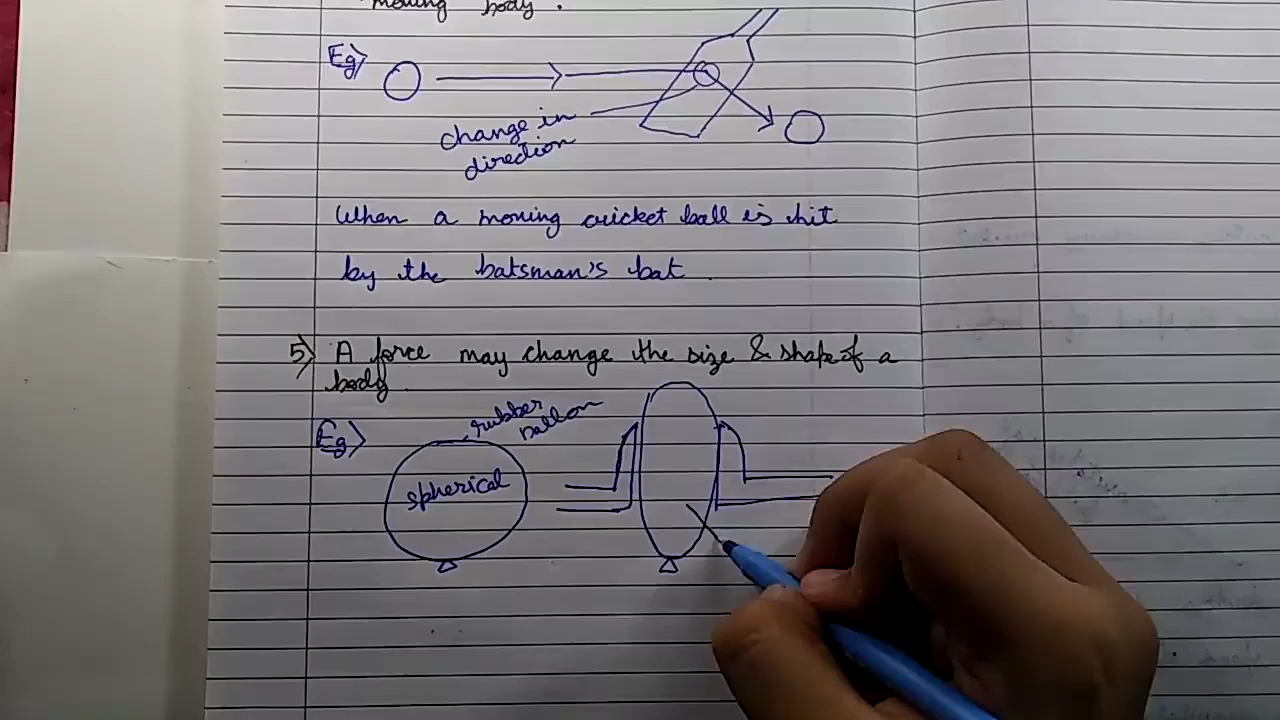 moving body .
Eg)
change in
direction
When a moving cricket ball is hit
by the batsman's bat .
5) A force may change the size & shape of a
body .
Eg)
rubber
ballon
spherical